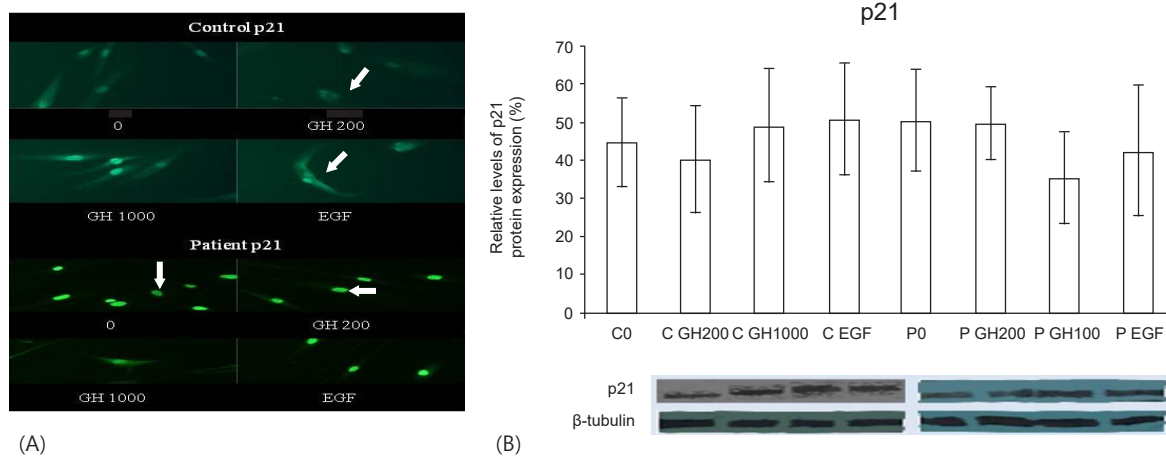 Control p21
0
GH 200
GH 1000
EGF
Patient p21
0
GH 200
GH 1000
EGF
(A)
p21
Relative levels of p21
protein expression (%)
70
60
50
40
30
20
10
0
C0 C GH200 C GH1000 C EGF P0 P GH200 P GH100 P EGF
p21
β-tubulin
(B)